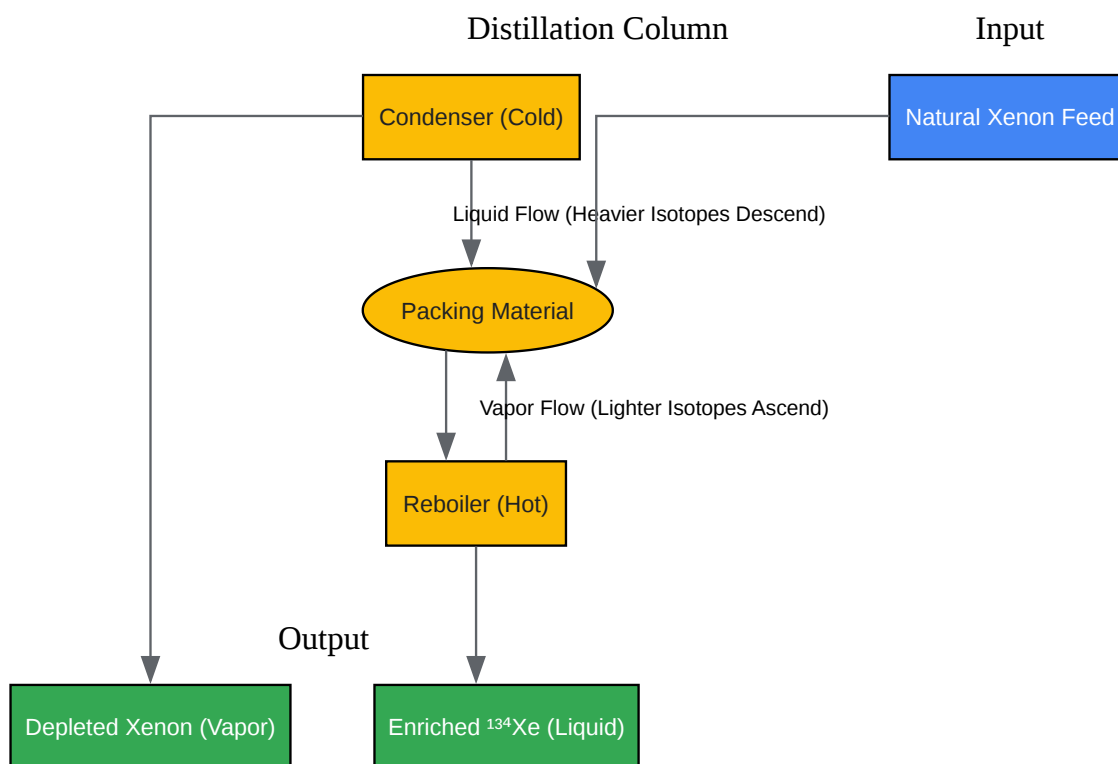 Distillation Column
Input
Condenser (Cold)
Natural Xenon Feed
Liquid Flow (Heavier Isotopes Descend)
Packing Material
Vapor Flow (Lighter Isotopes Ascend)
Reboiler (Hot)
Output
Depleted Xenon (Vapor)
Enriched ¹³⁴Xe (Liquid)